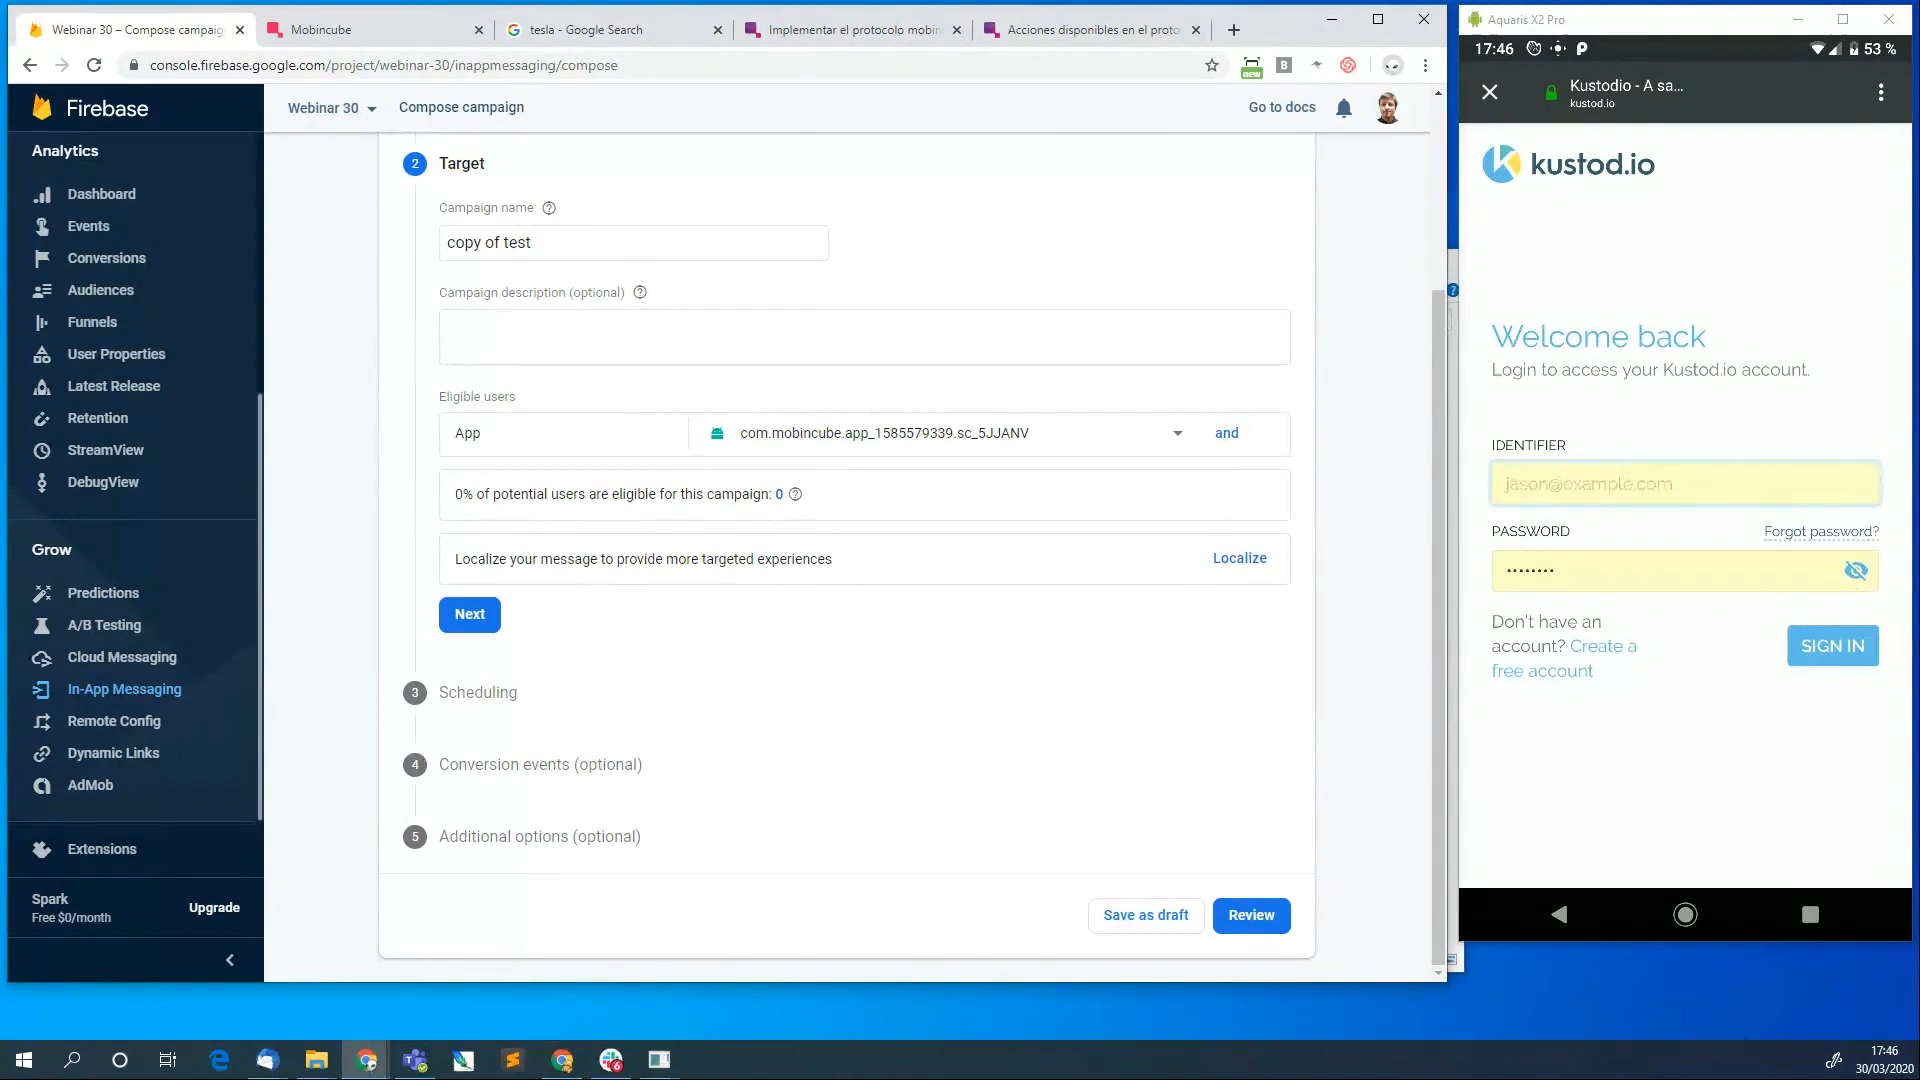 Webinar 30 – Compose campaig
Mobincube
tesla - Google Search
Implementar el protocolo mobin
Acciones disponibles en el proto
console.firebase.google.com/project/webinar-30/inappmessaging/compose
new
B
Firebase
Webinar 30
Compose campaign
Go to docs
Analytics
Dashboard
Events
Conversions
Audiences
Funnels
User Properties
Latest Release
Retention
StreamView
DebugView
Grow
Predictions
A/B Testing
Cloud Messaging
In-App Messaging
Remote Config
Dynamic Links
AdMob
Extensions
Spark
Free $0/month
Upgrade
2 Target
Campaign name
copy of test
Campaign description (optional)
Eligible users
App
com.mobincube.app_1585579339.sc_5JJANV
and
0% of potential users are eligible for this campaign: 0
Localize your message to provide more targeted experiences
Localize
Next
3 Scheduling
4 Conversion events (optional)
5 Additional options (optional)
Save as draft
Review
Aquaris X2 Pro
17:46
53 %
Kustodio - A sa...
kustod.io
kustod.io
Welcome back
Login to access your Kustod.io account.
IDENTIFIER
jason@example.com
PASSWORD
Forgot password?
••••••••
Don't have an
account? Create a
free account
SIGN IN
6
17:46
30/03/2020